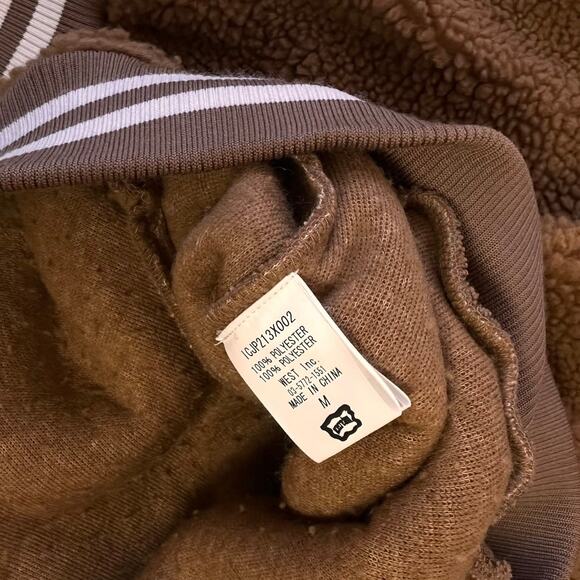 ICJP213X002
100% POLYESTER
100% POLYESTER
WEST Inc.
03-5772-1551
MADE IN CHINA
M